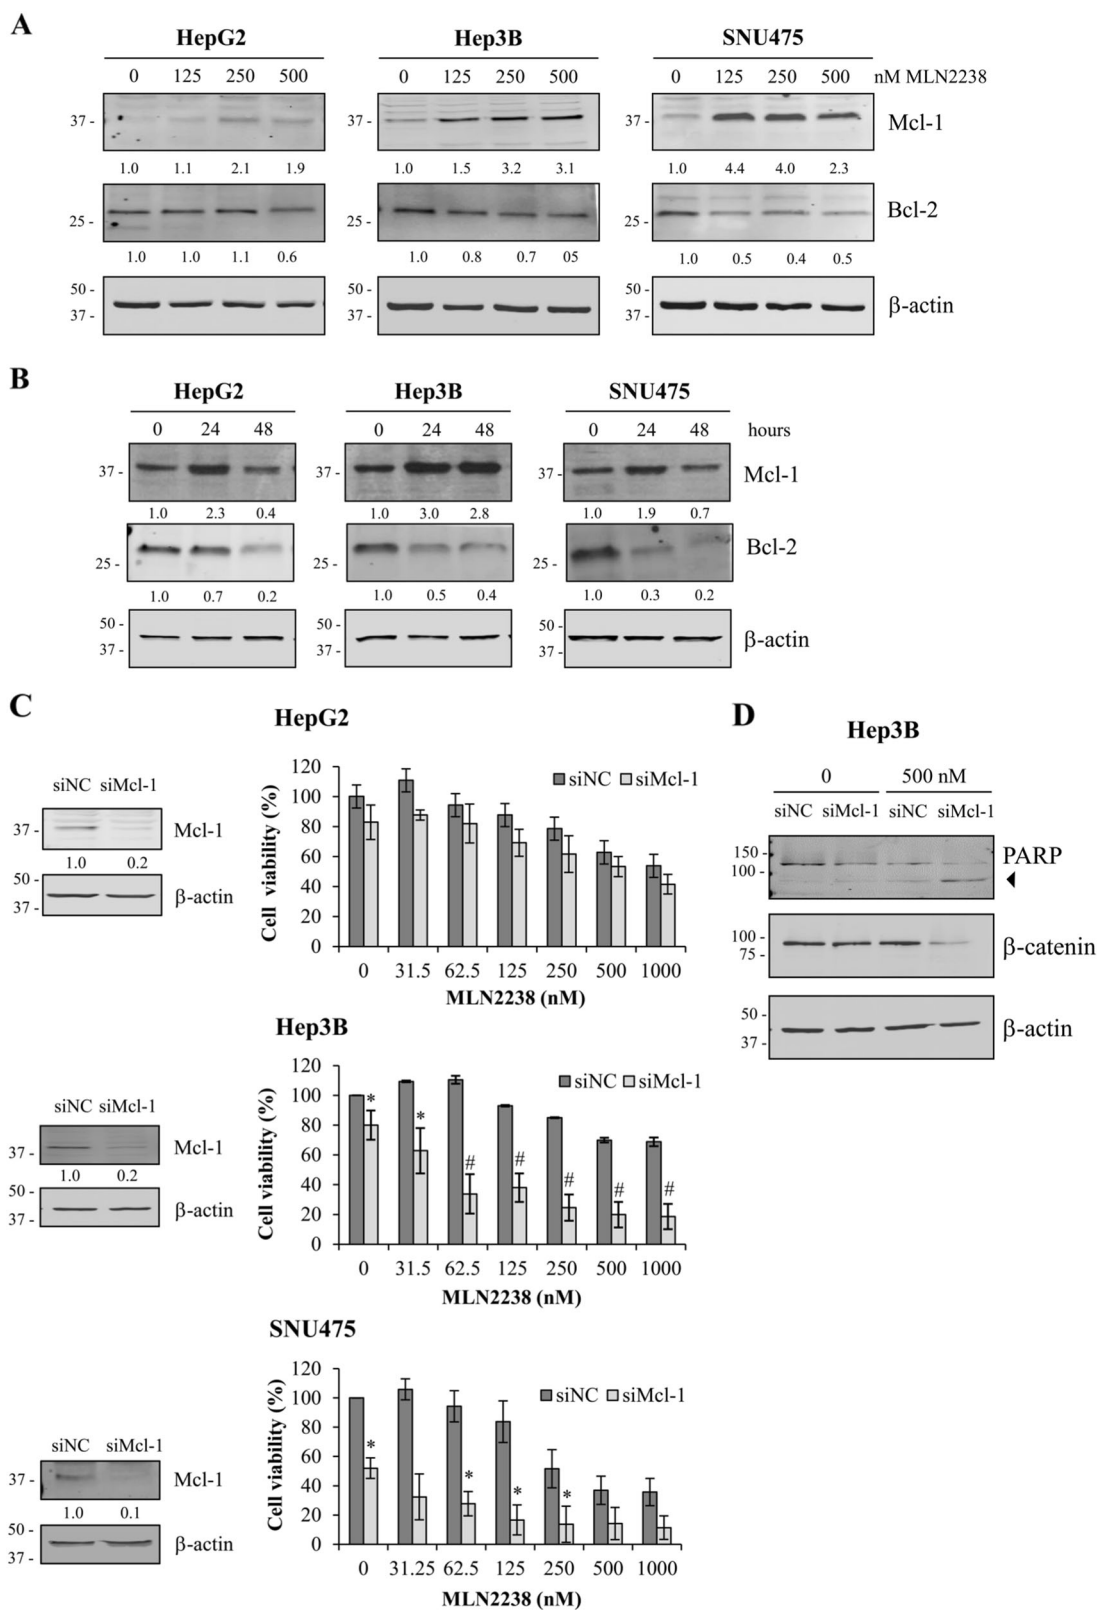 A
HepG2 Hep3B SNU475
0 125 250 500 0 125 250 500 0 125 250 500 nM MLN2238
37 - 37 - 37 - Mcl-1
1.0 1.1 2.1 1.9 1.0 1.5 3.2 3.1 1.0 4.4 4.0 2.3
25 - 25 - 25 - Bcl-2
1.0 1.0 1.1 0.6 1.0 0.8 0.7 05 1.0 0.5 0.4 0.5
50 - 50 - 50 -
37 - 37 - 37 - β-actin
B
HepG2 Hep3B SNU475
0 24 48 0 24 48 0 24 48 hours
37 - 37 - 37 - Mcl-1
1.0 2.3 0.4 1.0 3.0 2.8 1.0 1.9 0.7
25 - 25 - 25 - Bcl-2
1.0 0.7 0.2 1.0 0.5 0.4 1.0 0.3 0.2
50 - 50 - 50 -
37 - 37 - 37 - β-actin
C
HepG2
siNC siMcl-1
37 - Mcl-1
1.0 0.2
50 -
37 - β-actin
Cell viability (%)
120
100
80
60
40
20
0
siNC siMcl-1
0 31.5 62.5 125 250 500 1000
MLN2238 (nM)
Hep3B
siNC siMcl-1
37 - Mcl-1
1.0 0.2
50 -
37 - β-actin
Cell viability (%)
120
100
80
60
40
20
0
siNC siMcl-1
* * # # # # #
0 31.5 62.5 125 250 500 1000
MLN2238 (nM)
SNU475
siNC siMcl-1
37 - Mcl-1
1.0 0.1
50 -
37 - β-actin
Cell viability (%)
120
100
80
60
40
20
0
siNC siMcl-1
* * * *
0 31.25 62.5 125 250 500 1000
MLN2238 (nM)
D
Hep3B
0 500 nM
siNC siMcl-1 siNC siMcl-1
150 - PARP
100 -
100 - β-catenin
75 -
50 - β-actin
37 -